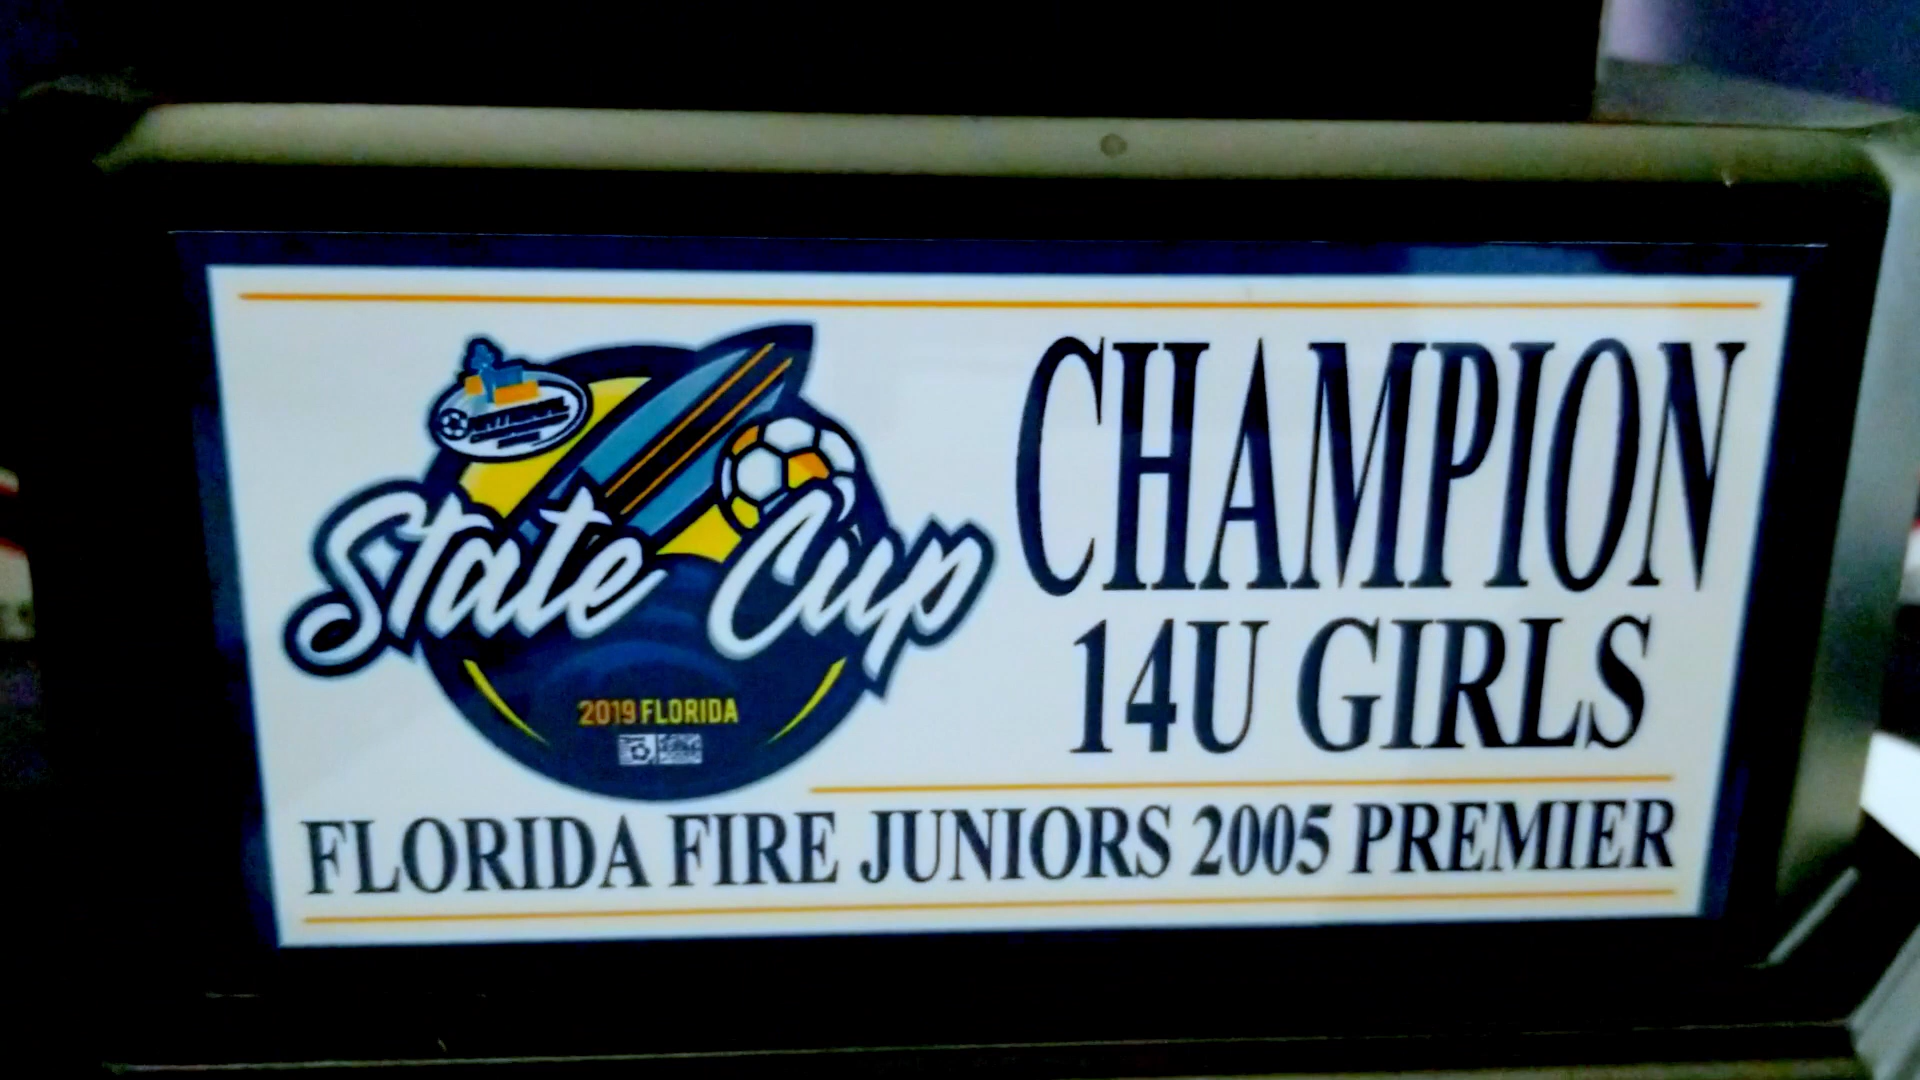 State Cup
2019 FLORIDA
CHAMPION
14U GIRLS
FLORIDA FIRE JUNIORS 2005 PREMIER